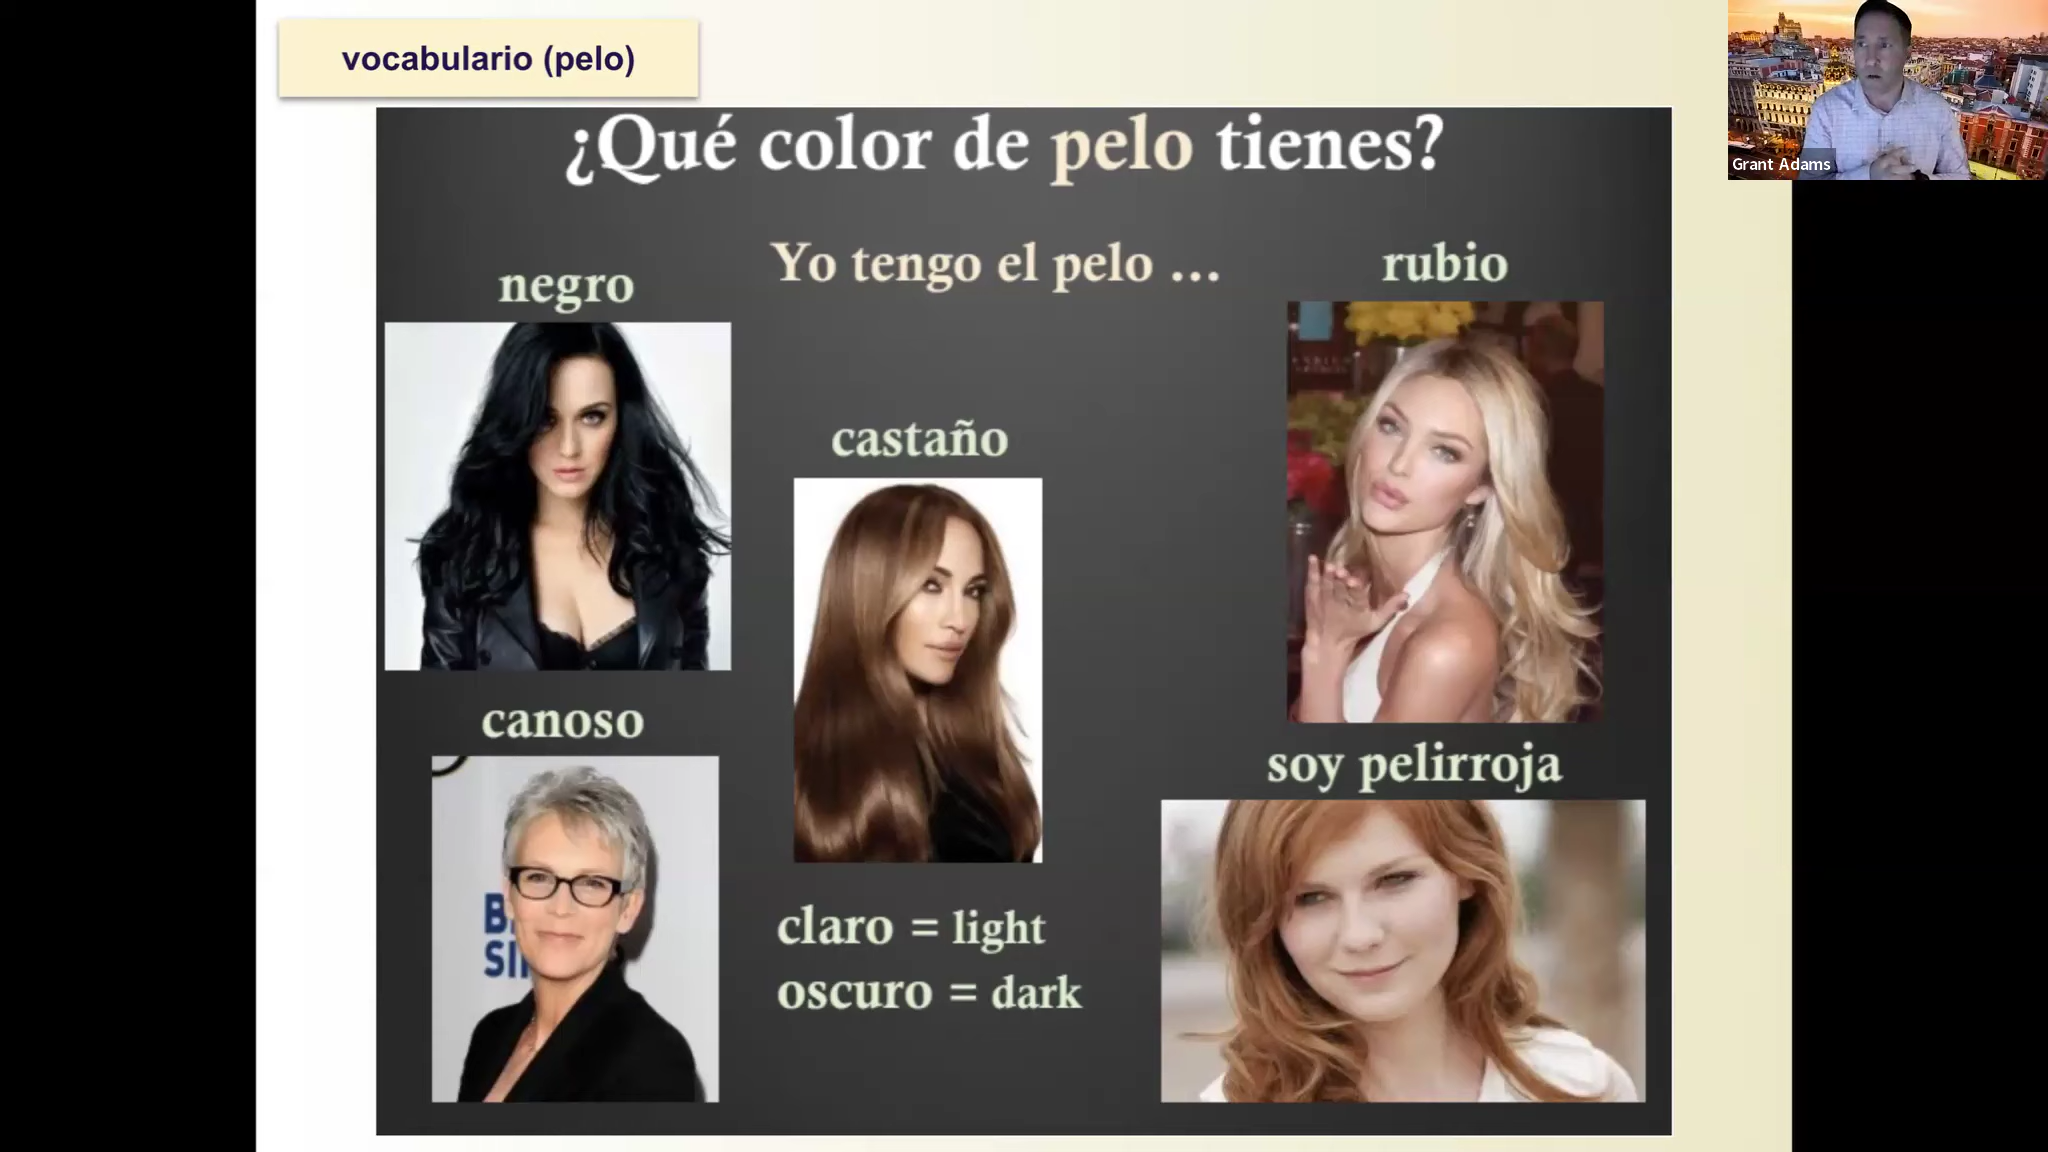 vocabulario (pelo)
¿Qué color de pelo tienes?
Yo tengo el pelo ...
negro
rubio
castaño
canoso
soy pelirroja
claro = light
oscuro = dark
Grant Adams